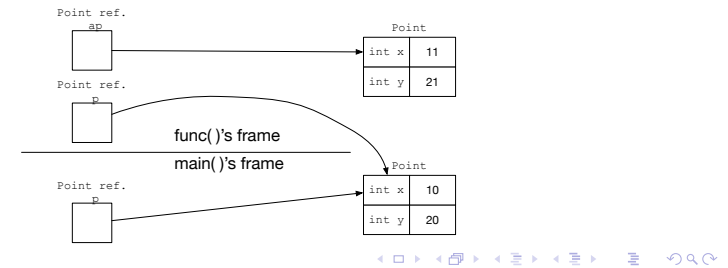 Point ref.
ap
Point
int x 11
int y 21
Point ref.
p
func( )'s frame
main( )'s frame
Point
Point ref.
p
int x 10
int y 20